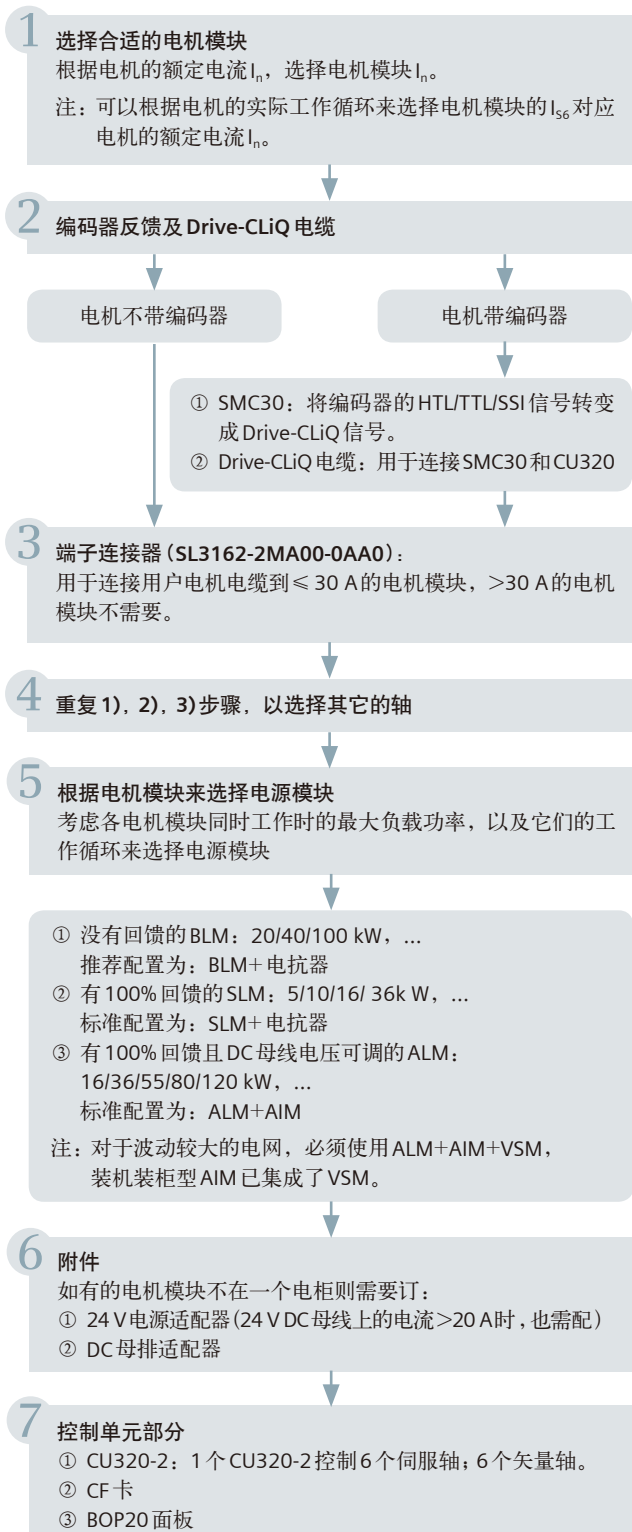 1 选择合适的电机模块
根据电机的额定电流In，选择电机模块In。
注：可以根据电机的实际工作循环来选择电机模块的IS6对应
电机的额定电流In。
2 编码器反馈及Drive-CLiQ电缆
电机不带编码器
电机带编码器
① SMC30：将编码器的HTL/TTL/SSI信号转变
成Drive-CLiQ信号。
② Drive-CLiQ电缆：用于连接SMC30和CU320
3 端子连接器(SL3162-2MA00-0AA0)：
用于连接用户电机电缆到≤30 A的电机模块，＞30 A的电机
模块不需要。
4 重复1)，2)，3)步骤，以选择其它的轴
5 根据电机模块来选择电源模块
考虑各电机模块同时工作时的最大负载功率，以及它们的工
作循环来选择电源模块
① 没有回馈的BLM：20/40/100 kW，...
推荐配置为：BLM+电抗器
② 有100%回馈的SLM：5/10/16/ 36k W，...
标准配置为：SLM+电抗器
③ 有100%回馈且DC母线电压可调的ALM：
16/36/55/80/120 kW，...
标准配置为：ALM+AIM
注：对于波动较大的电网，必须使用ALM+AIM+VSM，
装机装柜型AIM已集成了VSM。
6 附件
如有的电机模块不在一个电柜则需要订：
① 24 V电源适配器(24 V DC母线上的电流＞20 A时，也需配)
② DC母排适配器
7 控制单元部分
① CU320-2：1个CU320-2控制6个伺服轴；6个矢量轴。
② CF卡
③ BOP20面板